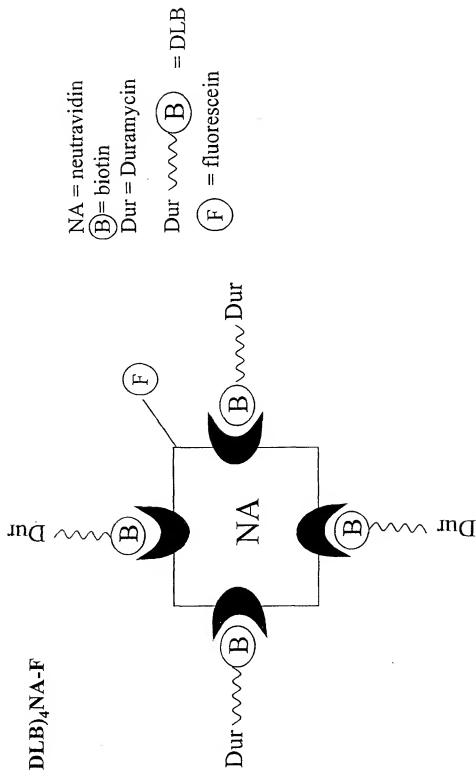 DLB)₄NA-F
Dur
B
F
B
Dur
NA
Dur
B
B
Dur
NA = neutravidin
B = biotin
Dur = Duramycin
Dur B = DLB
F = fluorescein